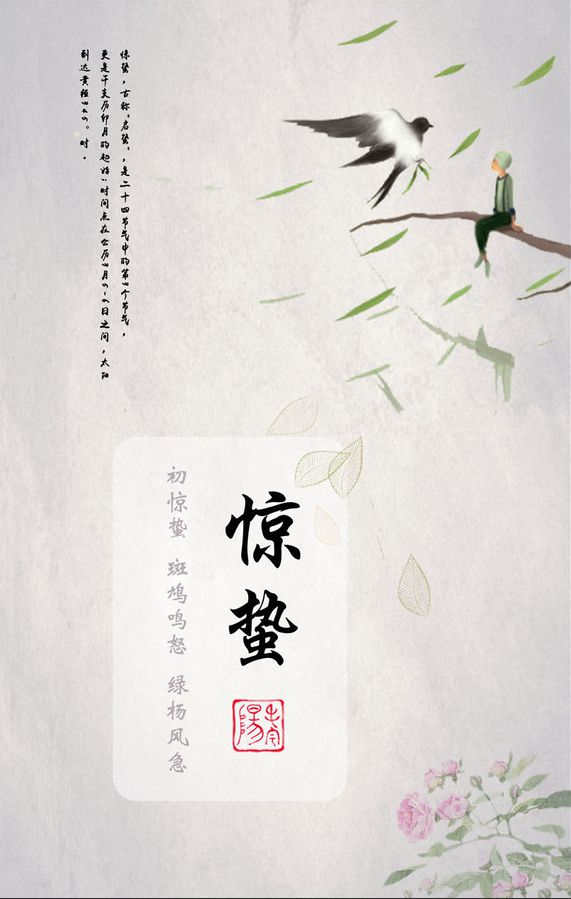 惊蛰，古称“启蛰”，是二十四节气中的第三个节气，
更是干支历卯月的起始；时间点在公历3月5-6日之间，太阳
到达黄经345°时。
惊蛰
初惊蛰 斑鸠鸣怒 绿杨风急